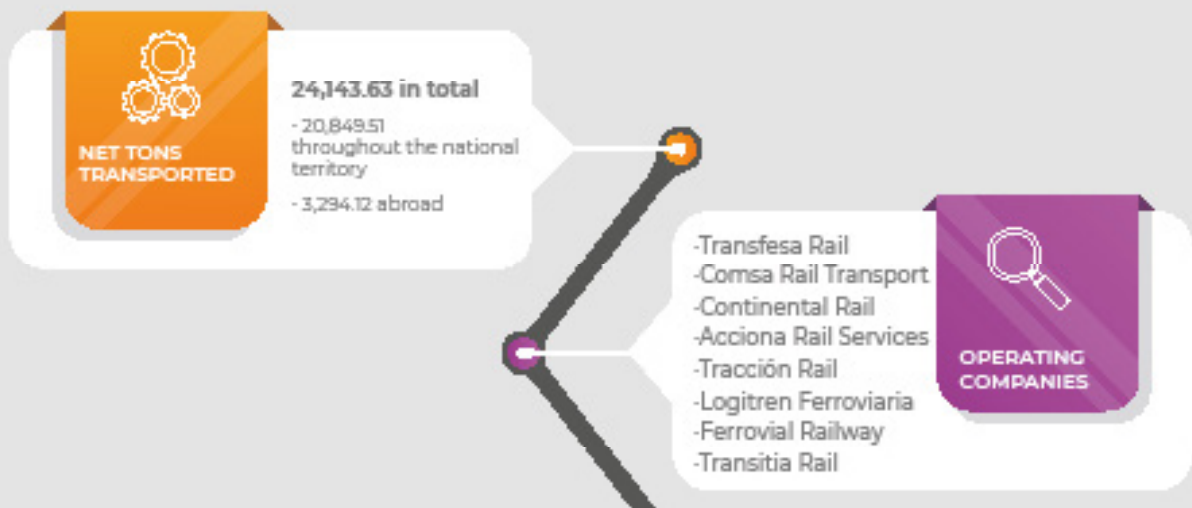 NET TONS
TRANSPORTED
24,143.63 in total
- 20,849.51
throughout the national
territory
- 3,294.12 abroad
-Transfesa Rail
-Comsa Rail Transport
-Continental Rail
-Acciona Rail Services
-Tracción Rail
-Logitren Ferroviaria
-Ferrovial Railway
-Transitia Rail
OPERATING
COMPANIES